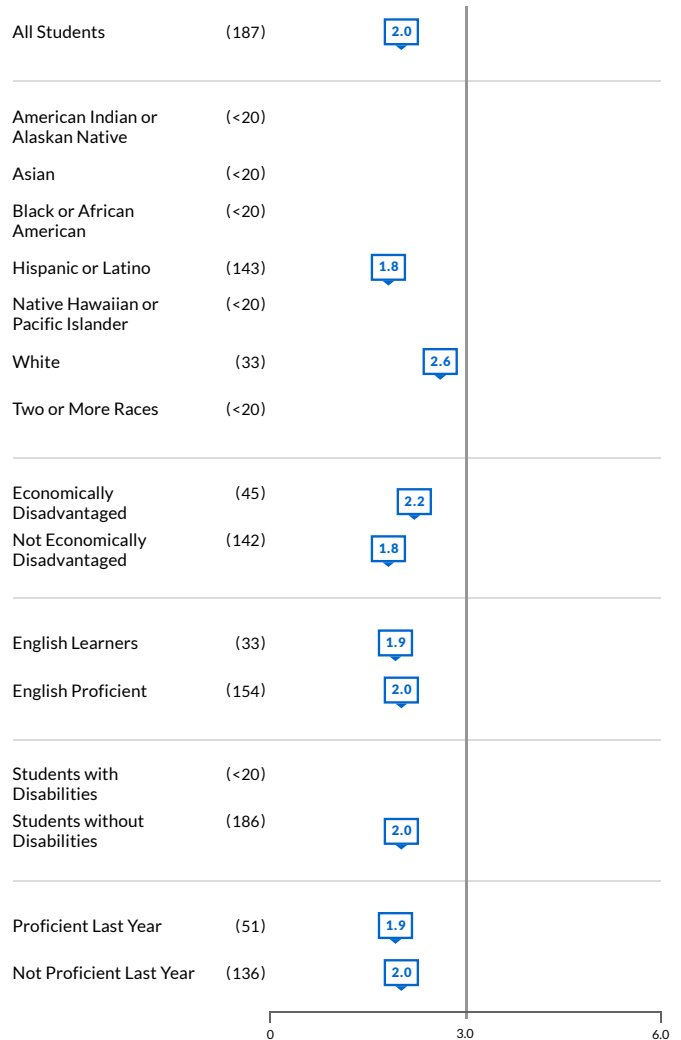 All Students (187) 2.0
American Indian or
Alaskan Native (<20)
Asian (<20)
Black or African
American (<20)
Hispanic or Latino (143) 1.8
Native Hawaiian or
Pacific Islander (<20)
White (33) 2.6
Two or More Races (<20)
Economically
Disadvantaged (45) 2.2
Not Economically
Disadvantaged (142) 1.8
English Learners (33) 1.9
English Proficient (154) 2.0
Students with
Disabilities (<20)
Students without
Disabilities (186) 2.0
Proficient Last Year (51) 1.9
Not Proficient Last Year (136) 2.0
0 3.0 6.0